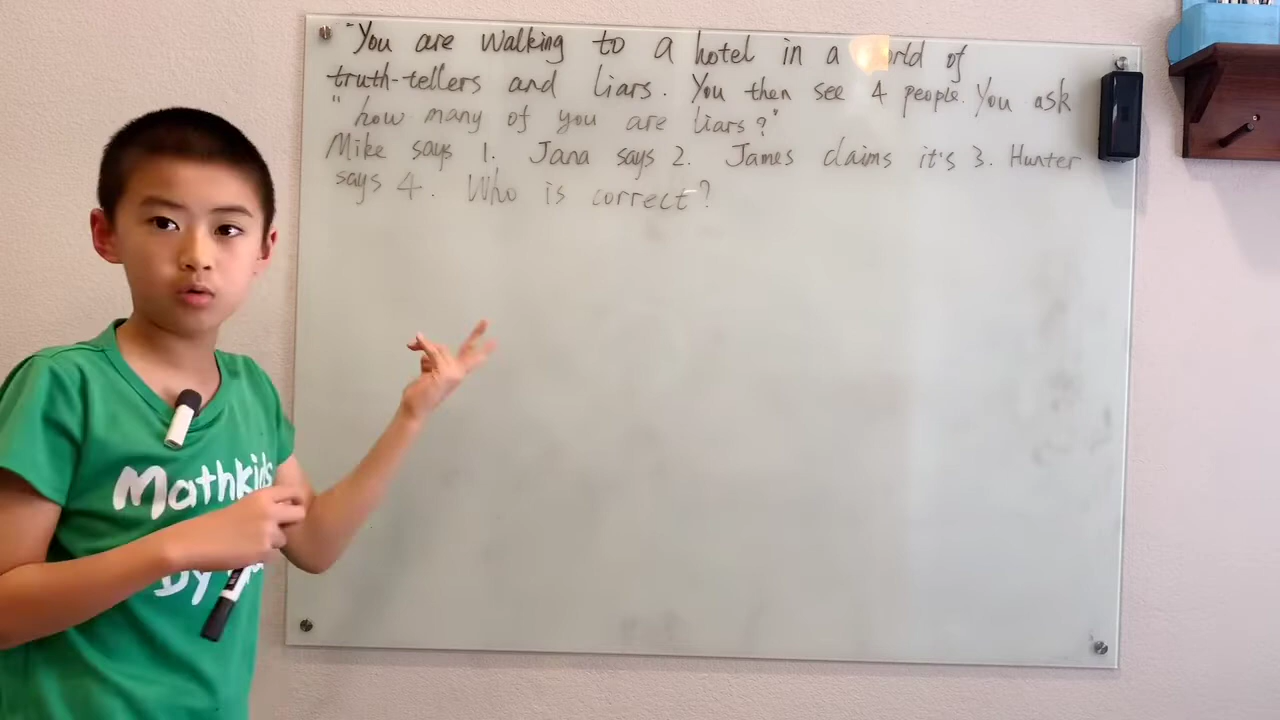 "You are walking to a hotel in a orld of
truth-tellers and liars. You then see 4 people. You ask
"how many of you are liars?"
Mike says 1. Jana says 2. James claims it's 3. Hunter
says 4. Who is correct?
Mathkids
By